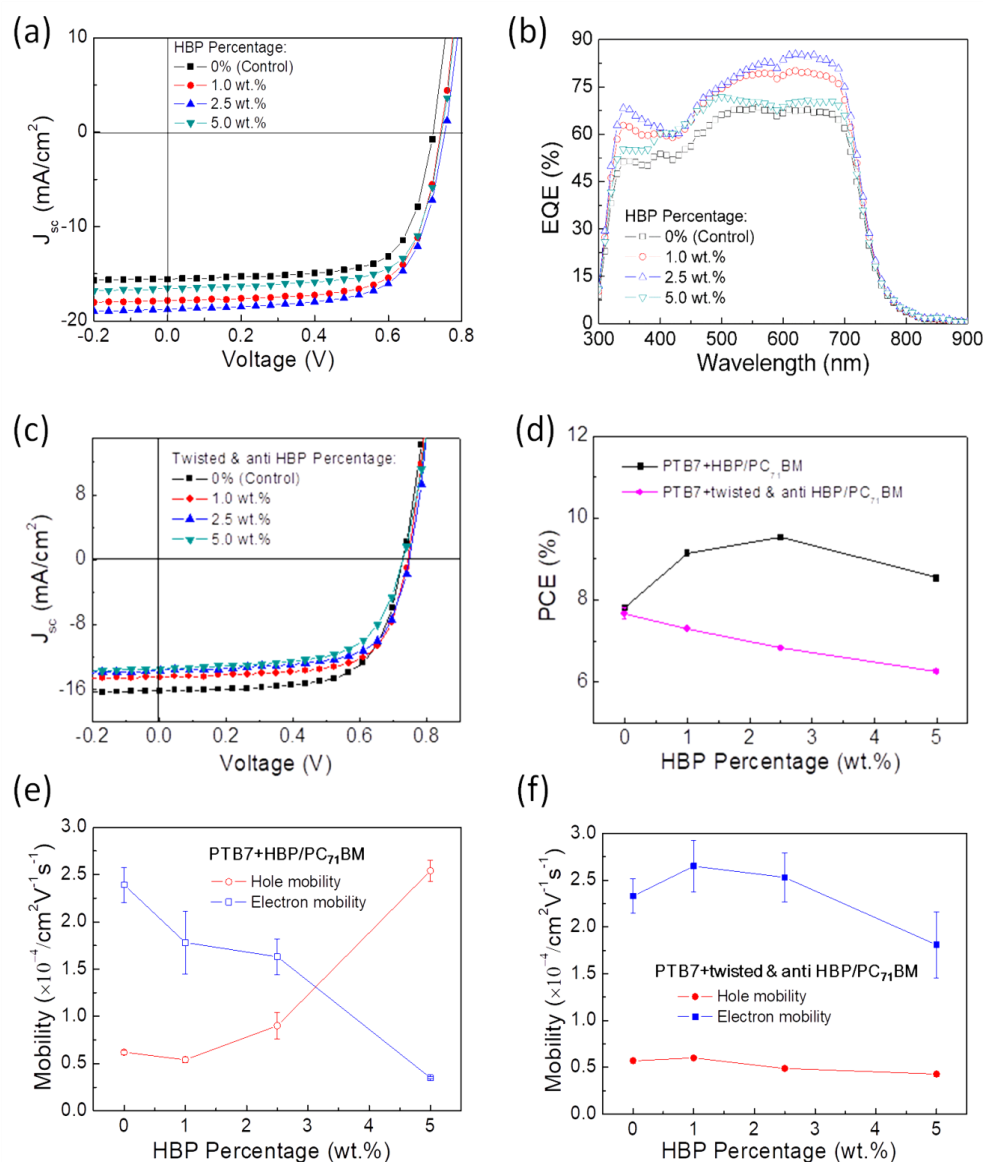 (a)
10
0
-10
-20
J_sc (mA/cm²)
HBP Percentage:
0% (Control)
1.0 wt.%
2.5 wt.%
5.0 wt.%
-0.2 0.0 0.2 0.4 0.6 0.8
Voltage (V)
(b)
90
75
60
45
30
15
0
EQE (%)
HBP Percentage:
0% (Control)
1.0 wt.%
2.5 wt.%
5.0 wt.%
300 400 500 600 700 800 900
Wavelength (nm)
(c)
8
0
-8
-16
J_sc (mA/cm²)
Twisted & anti HBP Percentage:
0% (Control)
1.0 wt.%
2.5 wt.%
5.0 wt.%
-0.2 0.0 0.2 0.4 0.6 0.8
Voltage (V)
(d)
12
10
8
6
PCE (%)
PTB7+HBP/PC₇₁BM
PTB7+twisted & anti HBP/PC₇₁BM
0 1 2 3 4 5
HBP Percentage (wt.%)
(e)
3.0
2.5
2.0
1.5
1.0
0.5
0.0
Mobility (×10⁻⁴/cm²V⁻¹s⁻¹)
PTB7+HBP/PC₇₁BM
Hole mobility
Electron mobility
0 1 2 3 4 5
HBP Percentage (wt.%)
(f)
3.0
2.5
2.0
1.5
1.0
0.5
0.0
Mobility (×10⁻⁴/cm²V⁻¹s⁻¹)
PTB7+twisted & anti HBP/PC₇₁BM
Hole mobility
Electron mobility
0 1 2 3 4 5
HBP Percentage (wt.%)